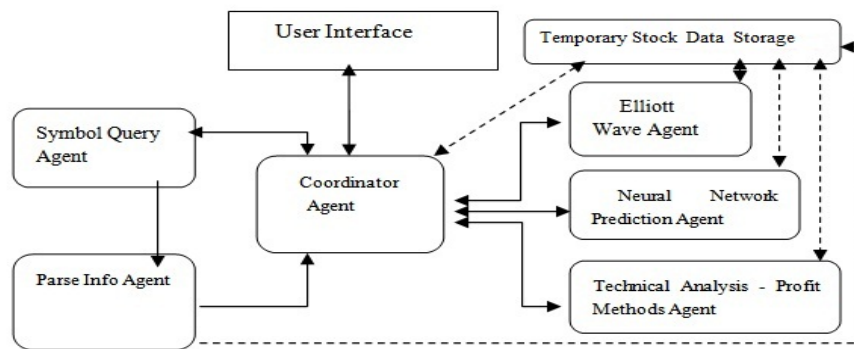 User Interface
Temporary Stock Data Storage
Symbol Query
Agent
Elliott
Wave Agent
Coordinator
Agent
Neural Network
Prediction Agent
Parse Info Agent
Technical Analysis - Profit
Methods Agent